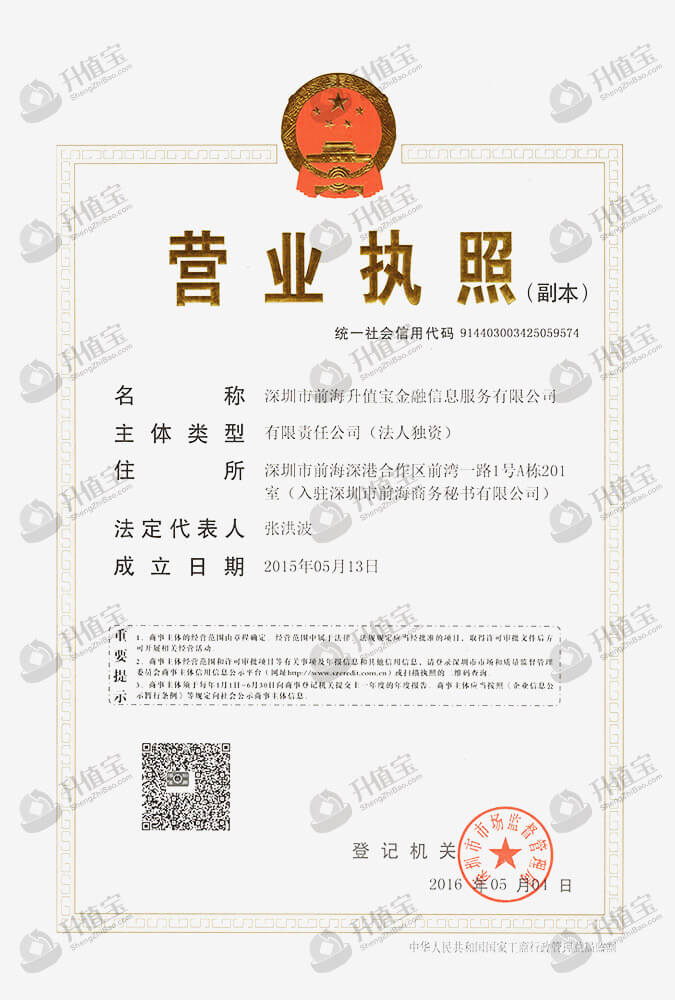 营业执照
（副本）
统一社会信用代码 914403003425059574
名称 深圳市前海升值宝金融信息服务有限公司
主体类型 有限责任公司（法人独资）
住所 深圳市前海深港合作区前湾一路1号A栋201
室（入驻深圳市前海商务秘书有限公司）
法定代表人 张洪波
成立日期 2015年05月13日
重要提示
1．商事主体的经营范围由章程确定。经营范围中属于法律、法规规定应当经批准的项目，取得许可审批文件后方
可开展相关经营活动.
2．商事主体经营范围和许可审批项目等有关事项及年报信息和其他信用信息，请登录深圳市市场和质量监督管理
委员会商事主体信用信息公示平台（网址http://www.szcredit.com.cn）或扫描执照的二维码查询.
3．商事主体须于每年1月1日-6月30日向商事登记机关提交上一年度的年度报告。商事主体应当按照《企业信息公
示暂行条例》等规定向社会公示商事主体信息.
登记机关
深圳市市场监督管理局
2016 年 05 月 01 日
中华人民共和国国家工商行政管理总局监制
升值宝
ShengZhiBao.com